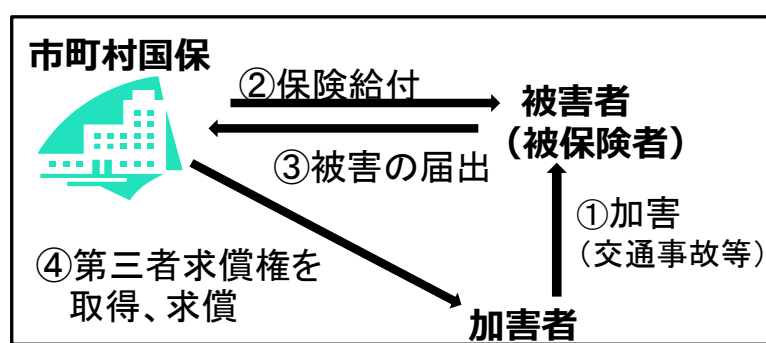 市町村国保
②保険給付
被害者
（被保険者）
③被害の届出
①加害
（交通事故等）
④第三者求償権を
取得、求償
加害者